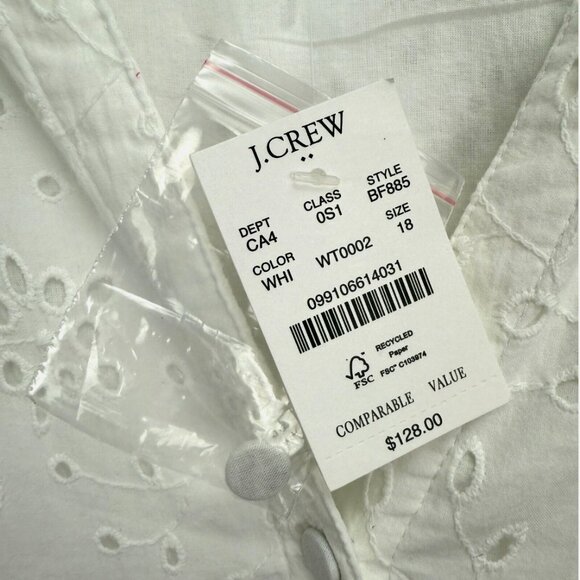 J.CREW
DEPT CLASS STYLE
CA4 0S1 BF885
COLOR SIZE
WHI WT0002 18
099106614031
RECYCLED
Paper
FSC FSC® C103974
COMPARABLE VALUE
$128.00